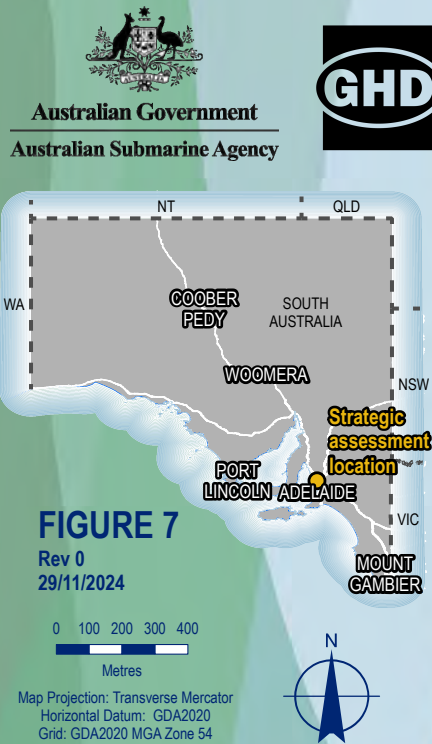 Australian Government
Australian Submarine Agency
GHD
NT
QLD
WA
COOBER
PEDY
SOUTH
AUSTRALIA
WOOMERA
NSW
Strategic
assessment
location
PORT
LINCOLN
ADELAIDE
VIC
MOUNT
GAMBIER
FIGURE 7
Rev 0
29/11/2024
0 100 200 300 400
Metres
Map Projection: Transverse Mercator
Horizontal Datum: GDA2020
Grid: GDA2020 MGA Zone 54
N